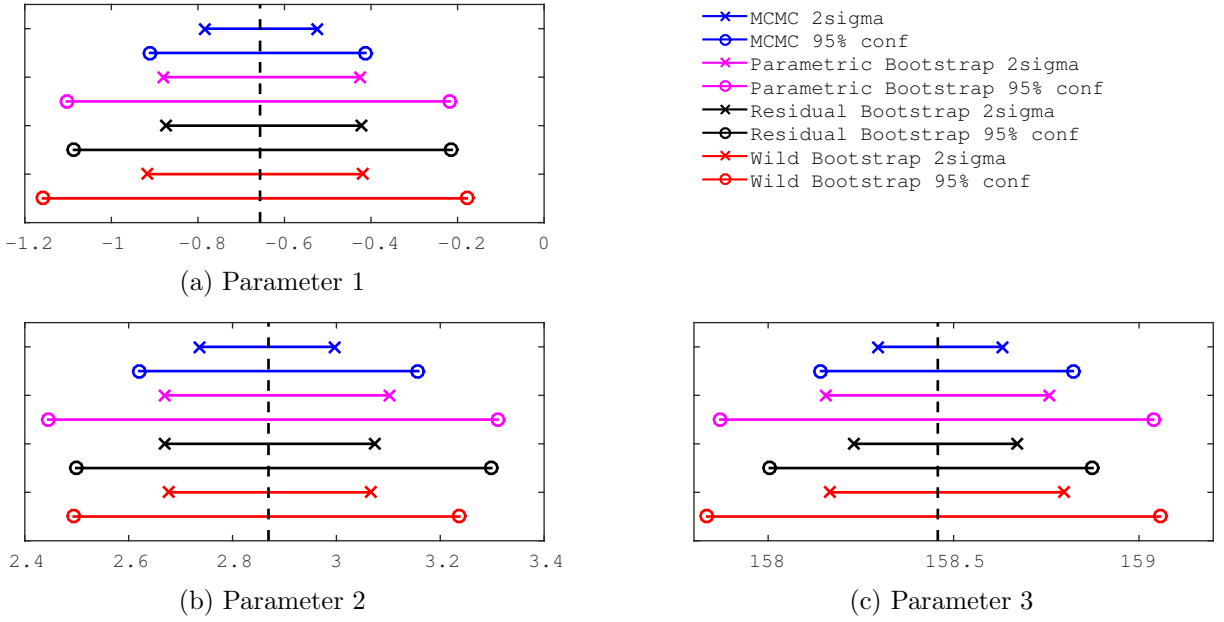 MCMC 2sigma
MCMC 95% conf
Parametric Bootstrap 2sigma
Parametric Bootstrap 95% conf
Residual Bootstrap 2sigma
Residual Bootstrap 95% conf
Wild Bootstrap 2sigma
Wild Bootstrap 95% conf
-1.2 -1 -0.8 -0.6 -0.4 -0.2 0
(a) Parameter 1
2.4 2.6 2.8 3 3.2 3.4
(b) Parameter 2
158 158.5 159
(c) Parameter 3